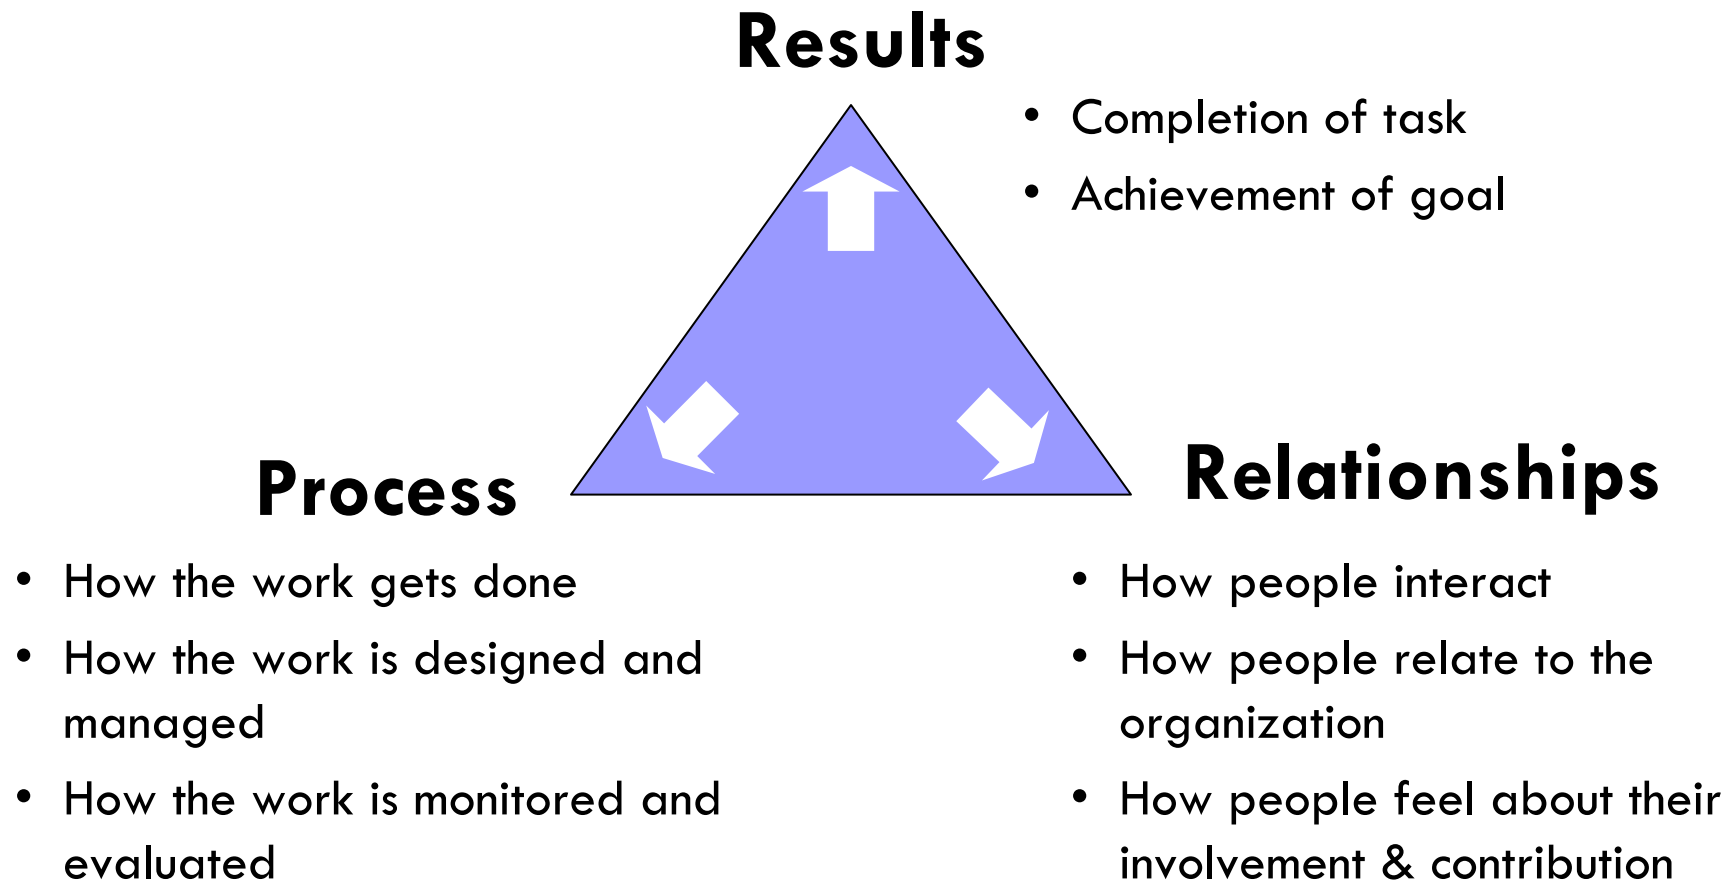 Results
• Completion of task
• Achievement of goal
Process
• How the work gets done
• How the work is designed and
managed
• How the work is monitored and
evaluated
Relationships
• How people interact
• How people relate to the
organization
• How people feel about their
involvement & contribution